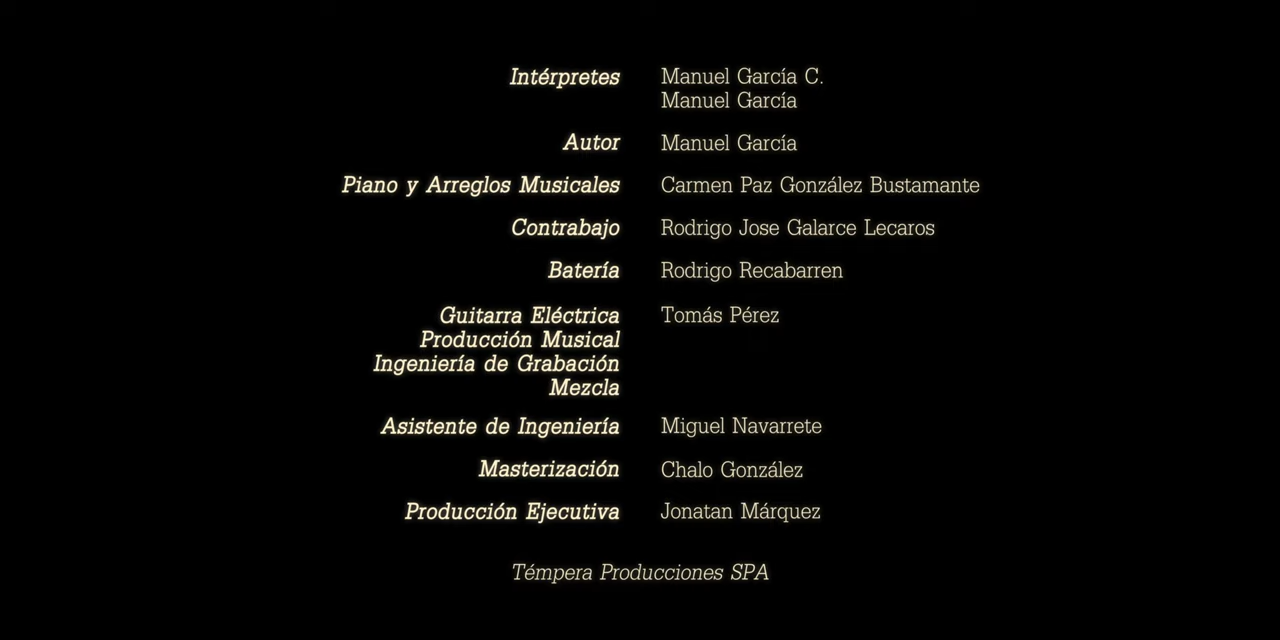 Intérpretes Manuel García C.
Manuel García
Autor Manuel García
Piano y Arreglos Musicales Carmen Paz González Bustamante
Contrabajo Rodrigo Jose Galarce Lecaros
Batería Rodrigo Recabarren
Guitarra Eléctrica Tomás Pérez
Producción Musical
Ingeniería de Grabación
Mezcla
Asistente de Ingeniería Miguel Navarrete
Masterización Chalo González
Producción Ejecutiva Jonatan Márquez
Témpera Producciones SPA